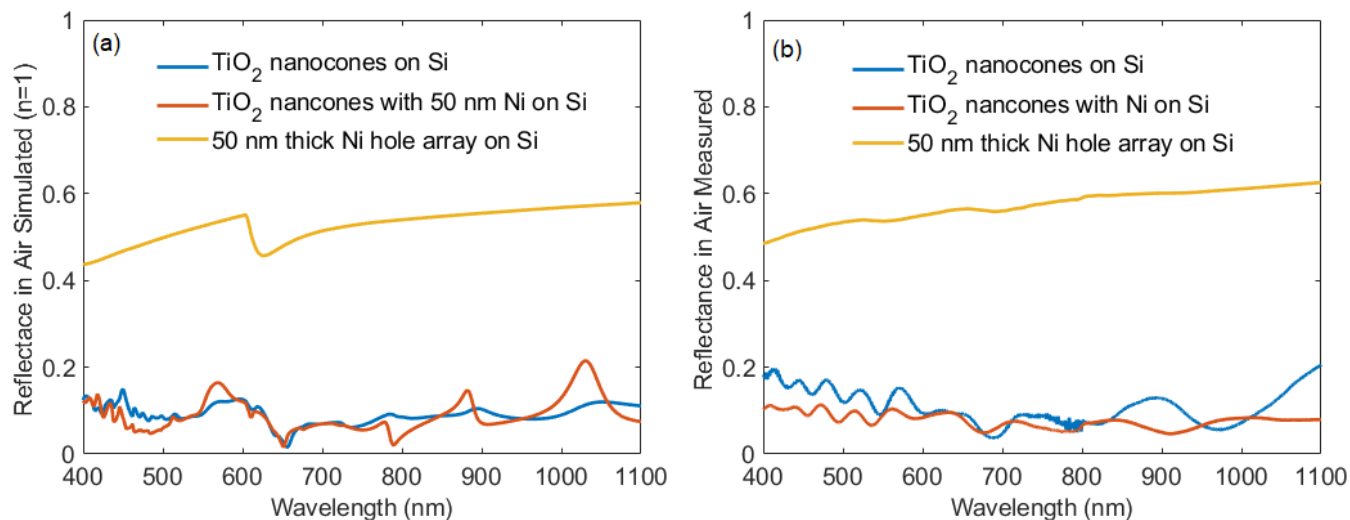 (a)
TiO2 nanocones on Si
TiO2 nancones with 50 nm Ni on Si
50 nm thick Ni hole array on Si
Reflectace in Air Simulated (n=1)
1
0.8
0.6
0.4
0.2
0
400 500 600 700 800 900 1000 1100
Wavelength (nm)
(b)
TiO2 nanocones on Si
TiO2 nancones with Ni on Si
50 nm thick Ni hole array on Si
Reflectance in Air Measured
1
0.8
0.6
0.4
0.2
0
400 500 600 700 800 900 1000 1100
Wavelength (nm)